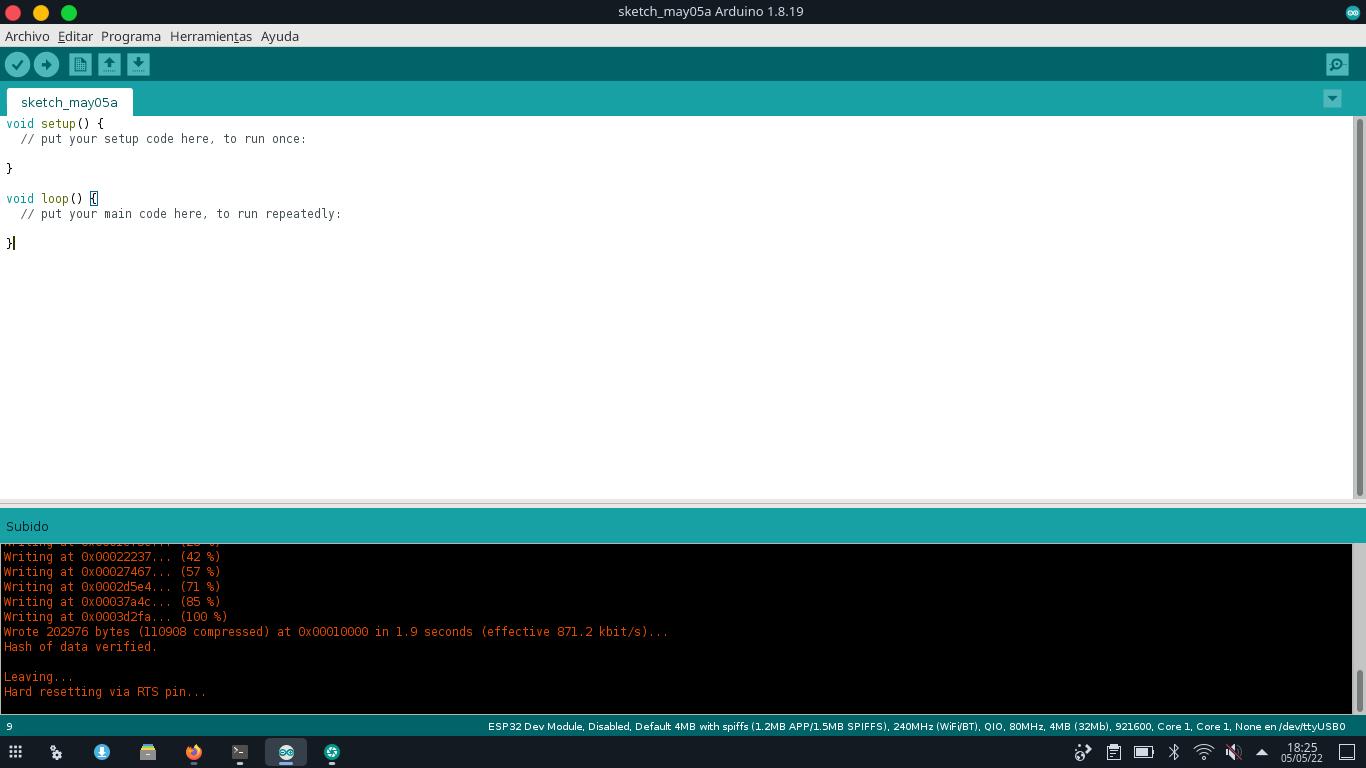 sketch_may05a Arduino 1.8.19
Archivo Editar Programa Herramientas Ayuda
sketch_may05a
void setup() {
  // put your setup code here, to run once:
}
void loop() {
  // put your main code here, to run repeatedly:
}
Subido
Writing at 0x00022237... (42 %)
Writing at 0x00027467... (57 %)
Writing at 0x0002d5e4... (71 %)
Writing at 0x00037a4c... (85 %)
Writing at 0x0003d2fa... (100 %)
Wrote 202976 bytes (110908 compressed) at 0x00010000 in 1.9 seconds (effective 871.2 kbit/s)...
Hash of data verified.
Leaving...
Hard resetting via RTS pin...
9 ESP32 Dev Module, Disabled, Default 4MB with spiffs (1.2MB APP/1.5MB SPIFFS), 240MHz (WiFi/BT), QIO, 80MHz, 4MB (32Mb), 921600, Core 1, Core 1, None en /dev/ttyUSB0
18:25
05/05/22